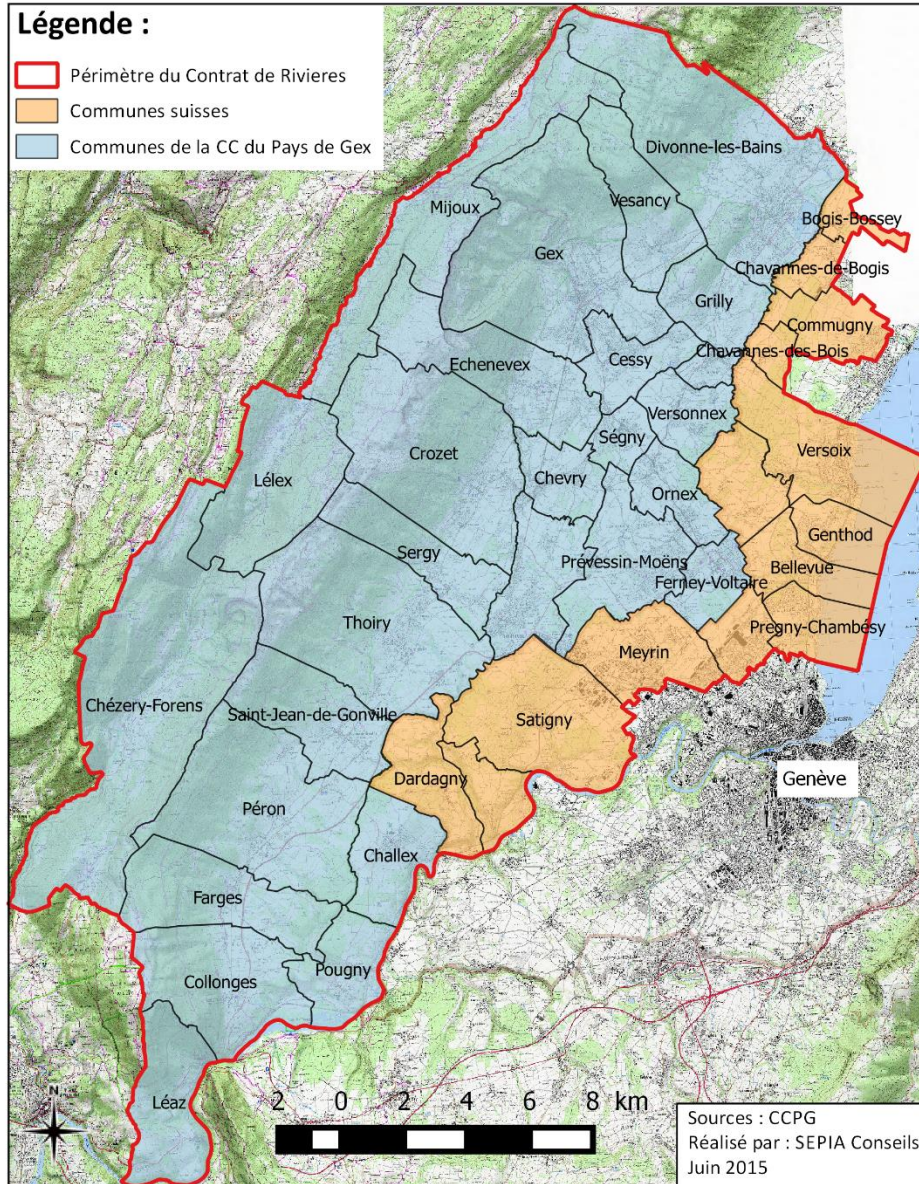 Légende :
Périmètre du Contrat de Rivieres
Communes suisses
Communes de la CC du Pays de Gex
Divonne-les-Bains
Vesancy
Mijoux
Bogis-Bossey
Gex
Chavannes-de-Bogis
Grilly
Commugny
Chavannes-des-Bois
Cessy
Echenevex
Versonnex
Ségny
Versoix
Crozet
Chevry
Lélex
Ornex
Genthod
Sergy
Prévessin-Moëns
Bellevue
Ferney-Voltaire
Thoiry
Pregny-Chambésy
Meyrin
Chézery-Forens
Saint-Jean-de-Gonville
Satigny
Dardagny
Genève
Péron
Challex
Farges
Pougny
Collonges
Léaz
N
2 0 2 4 6 8 km
Sources : CCPG
Réalisé par : SEPIA Conseils
Juin 2015